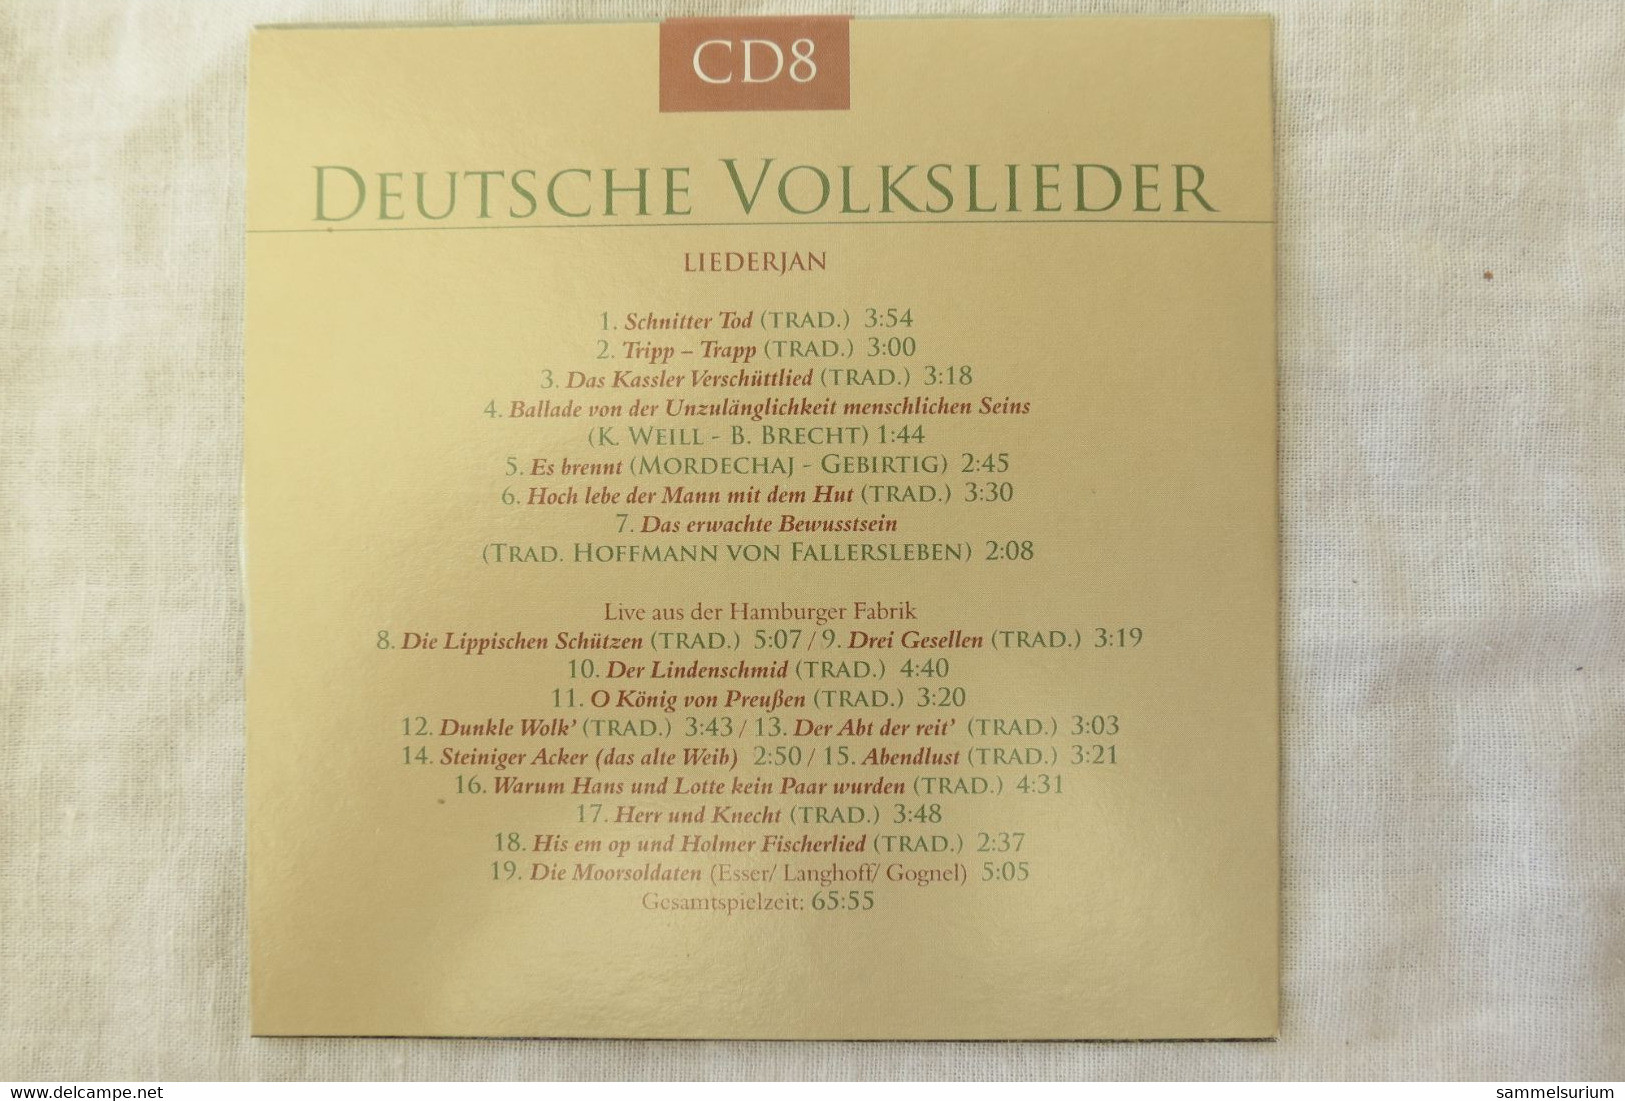 CD8
DEUTSCHE VOLKSLIEDER
LIEDERJAN
1. Schnitter Tod (TRAD.) 3:54
2. Tripp – Trapp (TRAD.) 3:00
3. Das Kassler Verschüttlied (TRAD.) 3:18
4. Ballade von der Unzulänglichkeit menschlichen Seins
(K. WEILL - B. BRECHT) 1:44
5. Es brennt (MORDECHAJ - GEBIRTIG) 2:45
6. Hoch lebe der Mann mit dem Hut (TRAD.) 3:30
7. Das erwachte Bewusstsein
(TRAD. HOFFMANN VON FALLERSLEBEN) 2:08
Live aus der Hamburger Fabrik
8. Die Lippischen Schützen (TRAD.) 5:07 / 9. Drei Gesellen (TRAD.) 3:19
10. Der Lindenschmid (TRAD.) 4:40
11. O König von Preußen (TRAD.) 3:20
12. Dunkle Wolk’ (TRAD.) 3:43 / 13. Der Abt der reit’ (TRAD.) 3:03
14. Steiniger Acker (das alte Weib) 2:50 / 15. Abendlust (TRAD.) 3:21
16. Warum Hans und Lotte kein Paar wurden (TRAD.) 4:31
17. Herr und Knecht (TRAD.) 3:48
18. His em op und Holmer Fischerlied (TRAD.) 2:37
19. Die Moorsoldaten (Esser/ Langhoff/ Gognel) 5:05
Gesamtspielzeit: 65:55
www.delcampe.net
sammelsurium